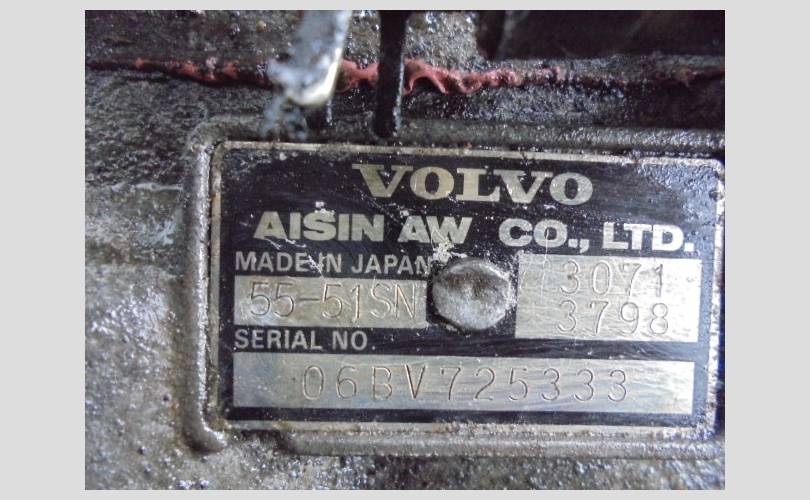 VOLVO
AISIN AW CO., LTD.
MADE IN JAPAN
55-51SN
3071
3798
SERIAL NO
06BV725333